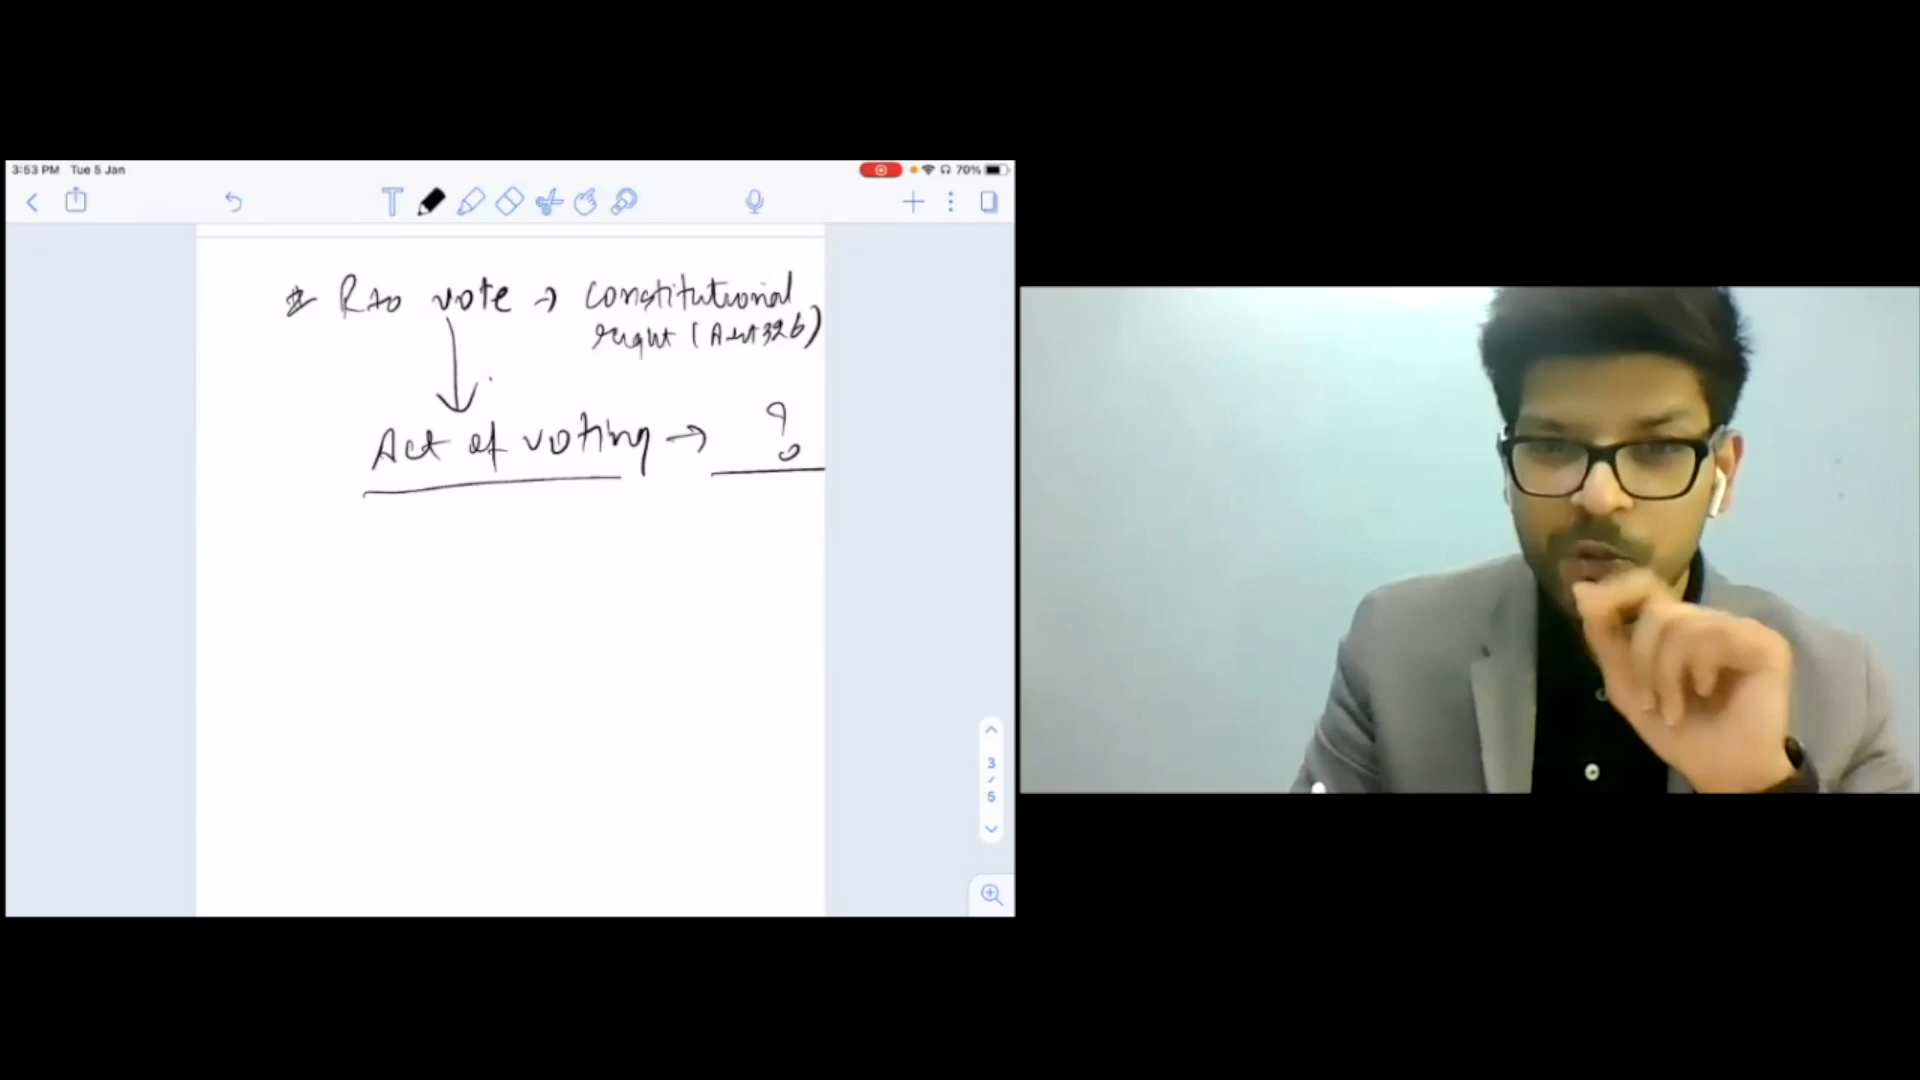 3:53 PM Tue 5 Jan
70%
T
* R to vote → constitutional
right (Art 326)
Act of voting → ?
3
/
5